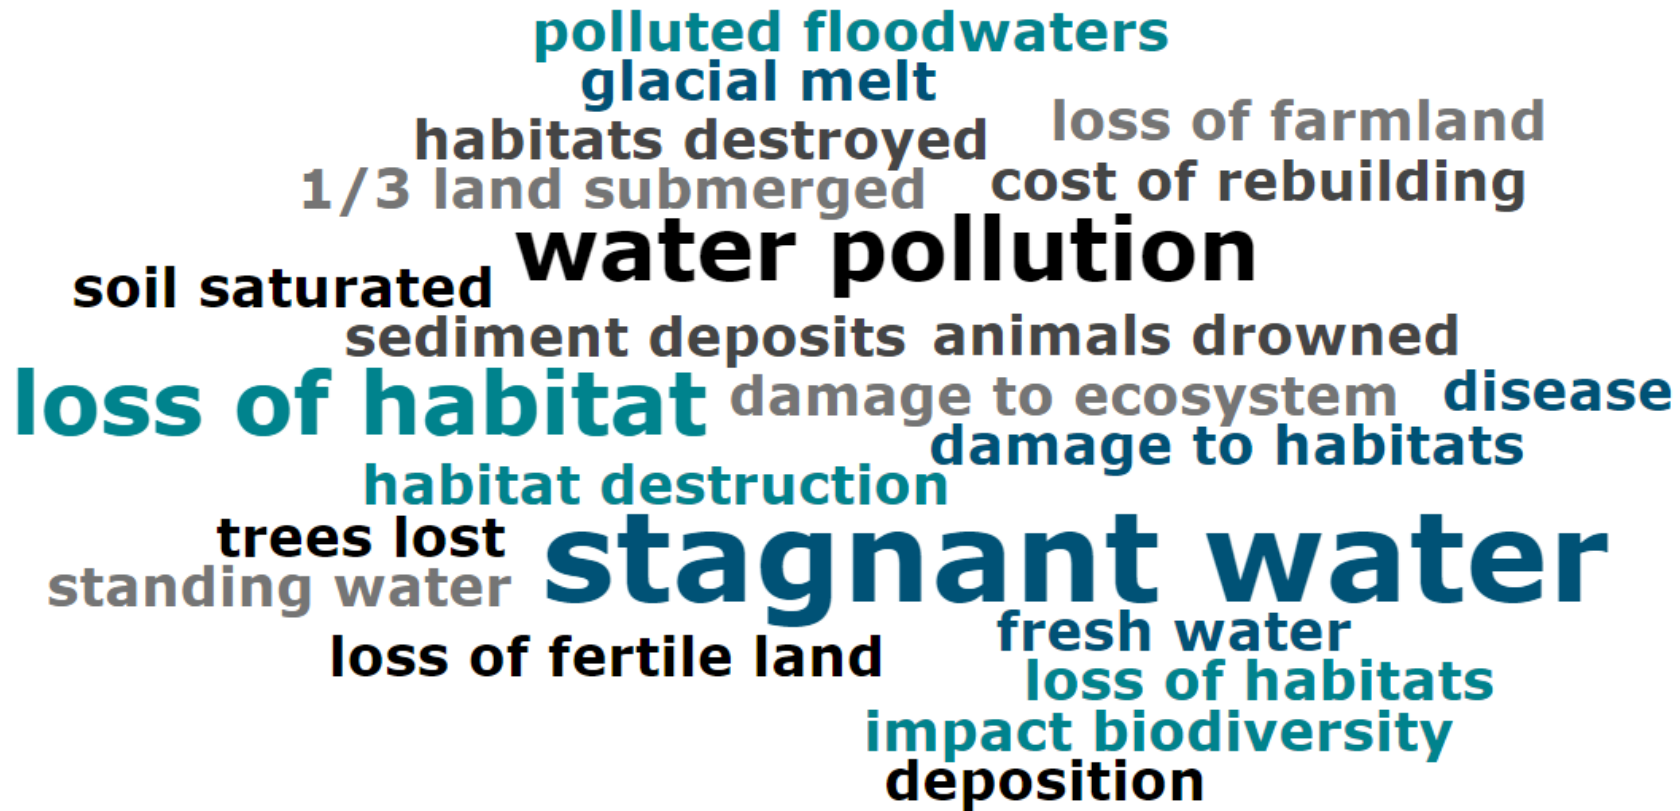 polluted floodwaters
glacial melt
loss of farmland
habitats destroyed
cost of rebuilding
1/3 land submerged
water pollution
soil saturated
sediment deposits
animals drowned
loss of habitat
damage to ecosystem
disease
damage to habitats
habitat destruction
trees lost
stagnant water
standing water
fresh water
loss of fertile land
loss of habitats
impact biodiversity
deposition